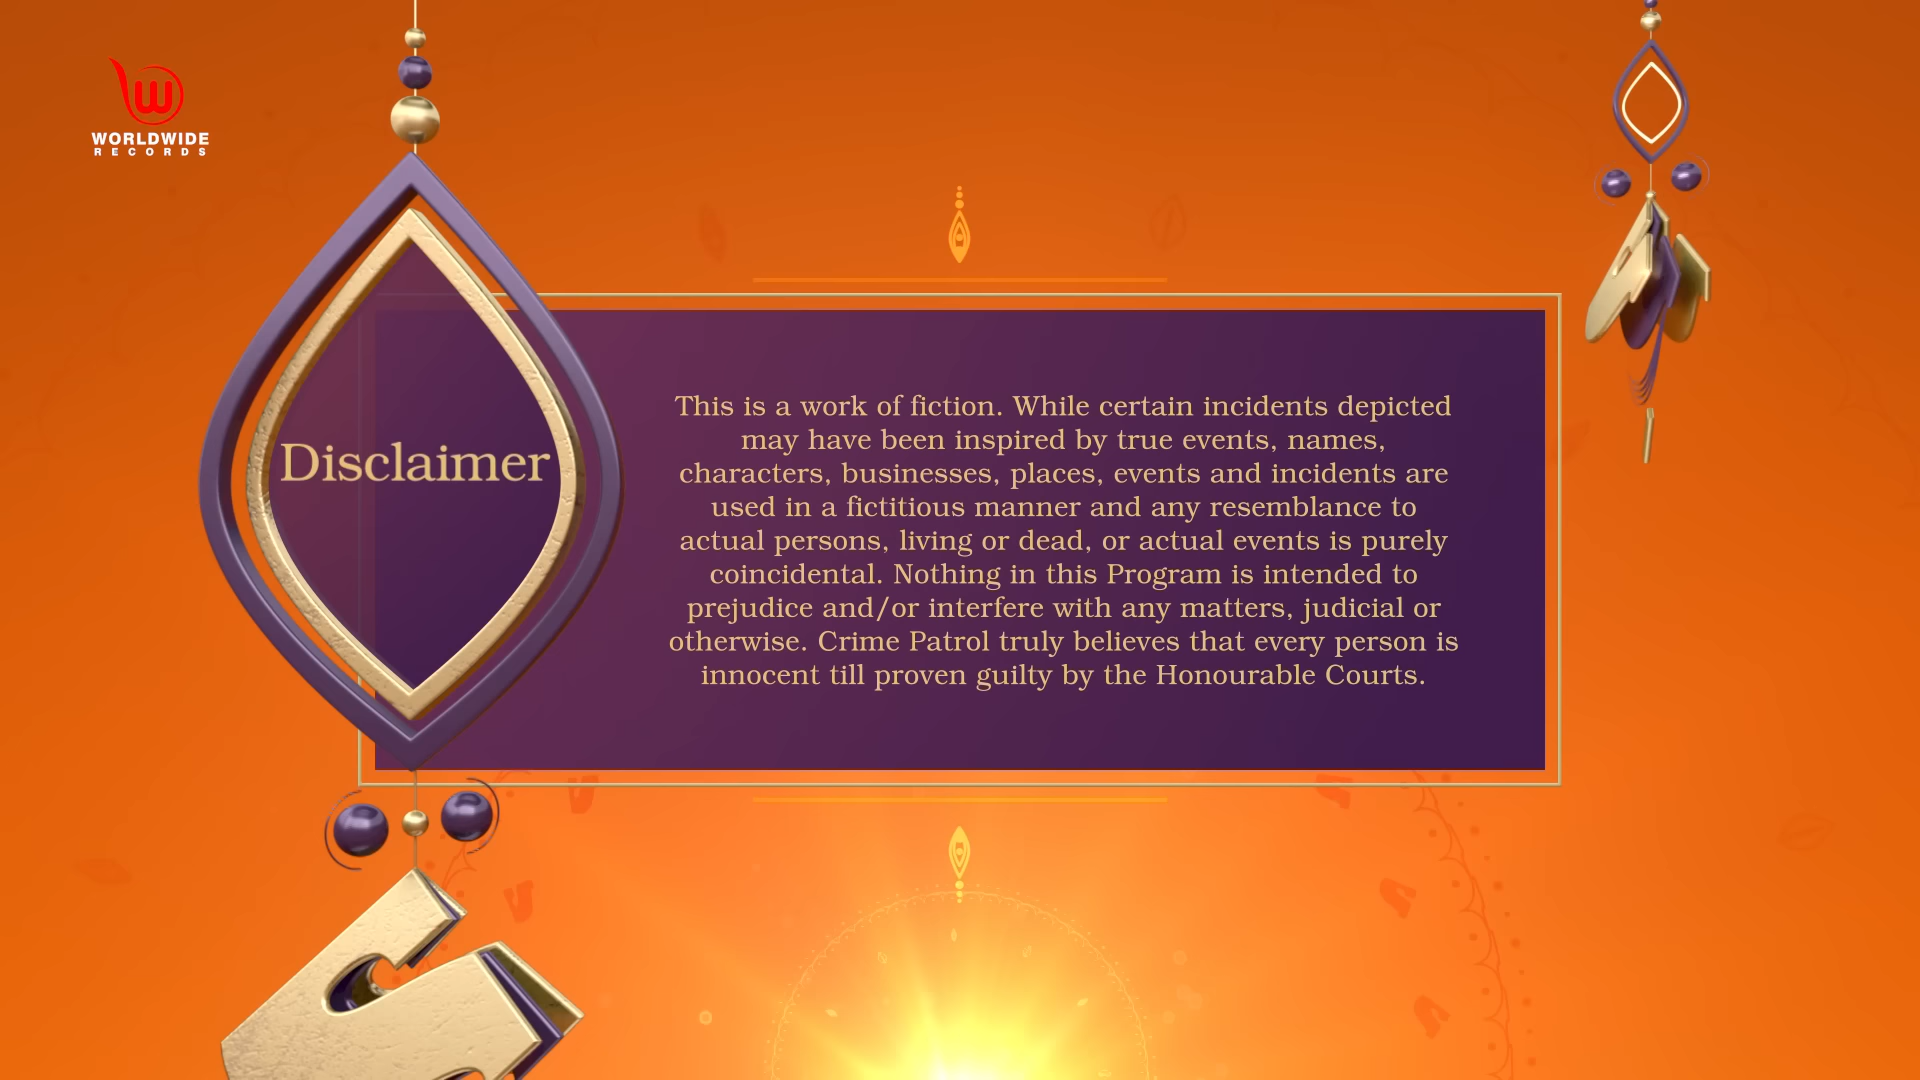 WORLDWIDE
RECORDS
Disclaimer
This is a work of fiction. While certain incidents depicted
may have been inspired by true events, names,
characters, businesses, places, events and incidents are
used in a fictitious manner and any resemblance to
actual persons, living or dead, or actual events is purely
coincidental. Nothing in this Program is intended to
prejudice and/or interfere with any matters, judicial or
otherwise. Crime Patrol truly believes that every person is
innocent till proven guilty by the Honourable Courts.